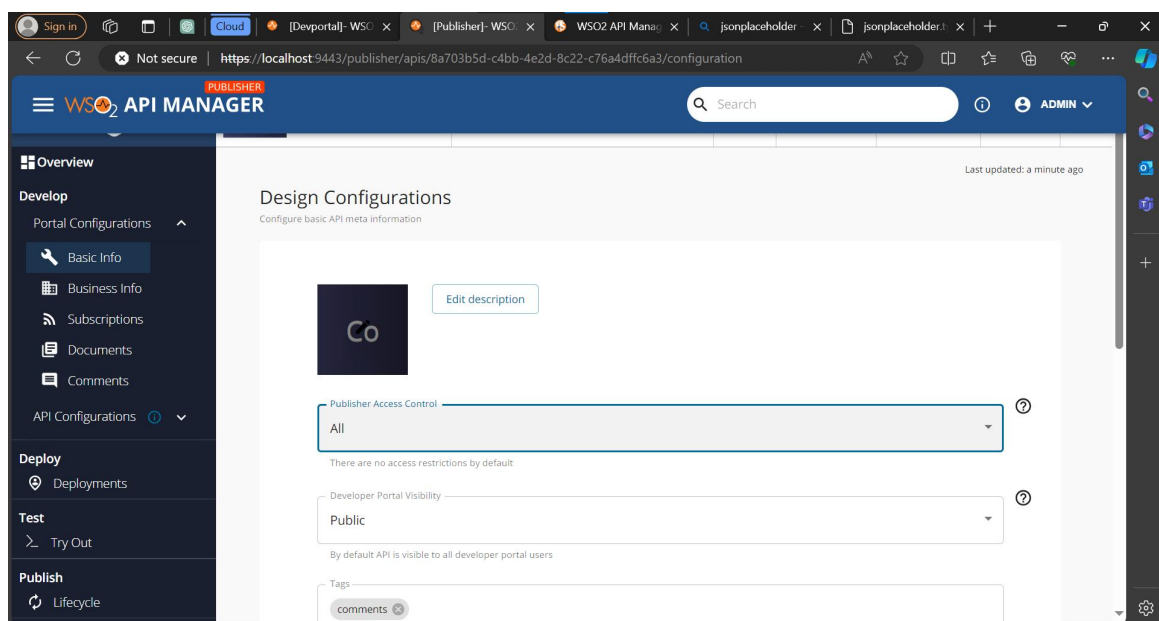 Sign in
Cloud
[Devportal]- WSO
[Publisher]- WSO
WSO2 API Manag
jsonplaceholder -
jsonplaceholder.t
Not secure
https://localhost:9443/publisher/apis/8a703b5d-c4bb-4e2d-8c22-c76a4dffc6a3/configuration
PUBLISHER
WSO2 API MANAGER
Search
ADMIN
Overview
Last updated: a minute ago
Develop
Design Configurations
Portal Configurations
Configure basic API meta information
Basic Info
Business Info
Edit description
Subscriptions
Co
Documents
Comments
Publisher Access Control
API Configurations
All
Deploy
There are no access restrictions by default
Deployments
Developer Portal Visibility
Test
Public
Try Out
By default API is visible to all developer portal users
Publish
Tags
Lifecycle
comments